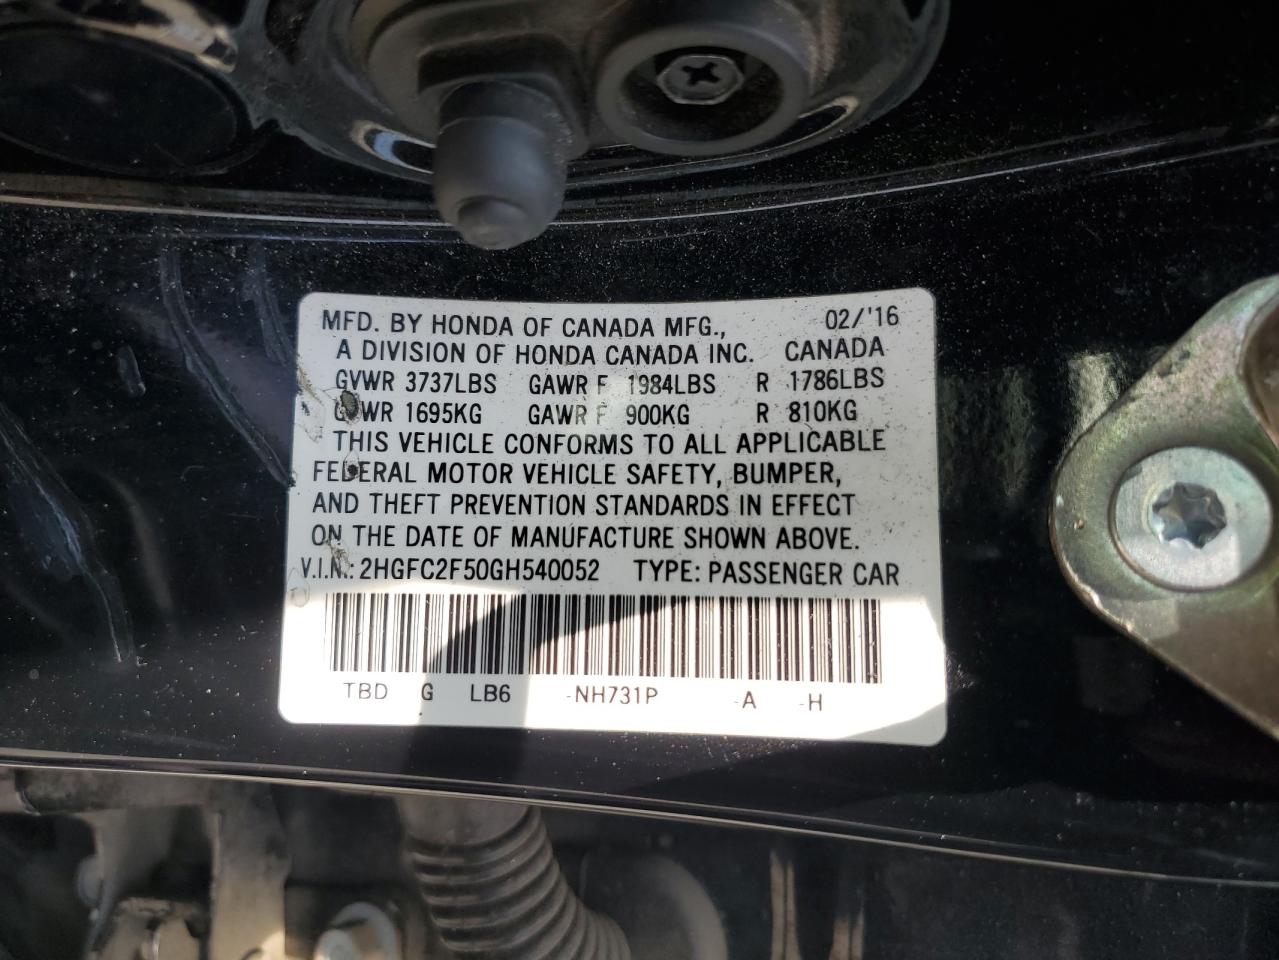 MFD. BY HONDA OF CANADA MFG., 02/'16
A DIVISION OF HONDA CANADA INC. CANADA
GVWR 3737LBS GAWR F 1984LBS R 1786LBS
GVWR 1695KG GAWR F 900KG R 810KG
THIS VEHICLE CONFORMS TO ALL APPLICABLE
FEDERAL MOTOR VEHICLE SAFETY, BUMPER,
AND THEFT PREVENTION STANDARDS IN EFFECT
ON THE DATE OF MANUFACTURE SHOWN ABOVE.
V.I.N.: 2HGFC2F50GH540052 TYPE: PASSENGER CAR
TBD G LB6 -NH731P -A -H